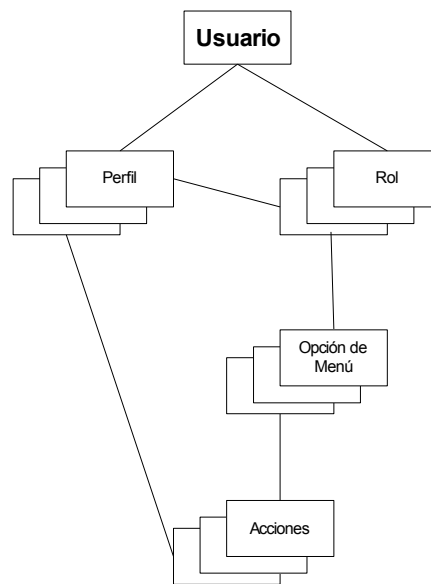 Usuario
Perfil
Rol
Opción de
Menú
Acciones